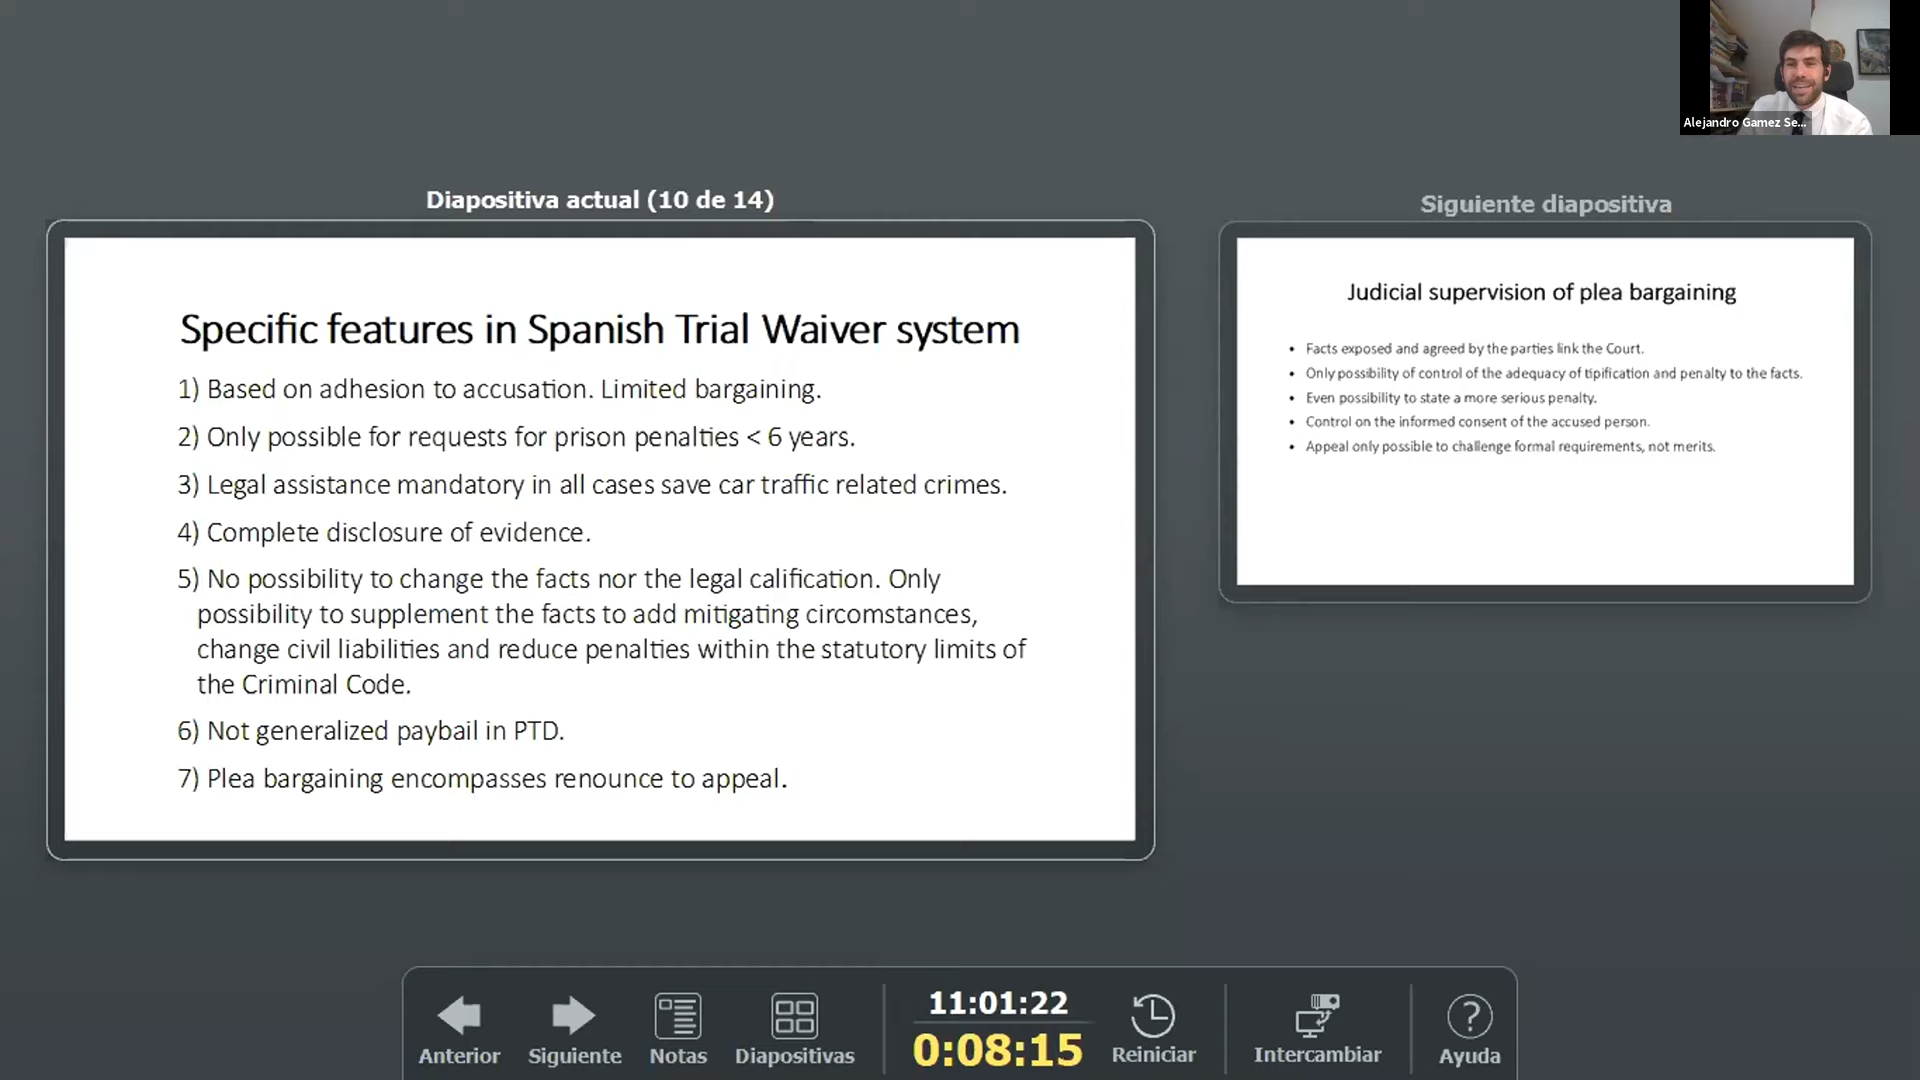 Alejandro Gamez Se...
Diapositiva actual (10 de 14)
Specific features in Spanish Trial Waiver system
1) Based on adhesion to accusation. Limited bargaining.
2) Only possible for requests for prison penalties < 6 years.
3) Legal assistance mandatory in all cases save car traffic related crimes.
4) Complete disclosure of evidence.
5) No possibility to change the facts nor the legal calification. Only
possibility to supplement the facts to add mitigating circomstances,
change civil liabilities and reduce penalties within the statutory limits of
the Criminal Code.
6) Not generalized paybail in PTD.
7) Plea bargaining encompasses renounce to appeal.
Siguiente diapositiva
Judicial supervision of plea bargaining
• Facts exposed and agreed by the parties link the Court.
• Only possibility of control of the adequacy of tipification and penalty to the facts.
• Even possibility to state a more serious penalty.
• Control on the informed consent of the accused person.
• Appeal only possible to challenge formal requirements, not merits.
Anterior
Siguiente
Notas
Diapositivas
11:01:22
0:08:15
Reiniciar
Intercambiar
Ayuda